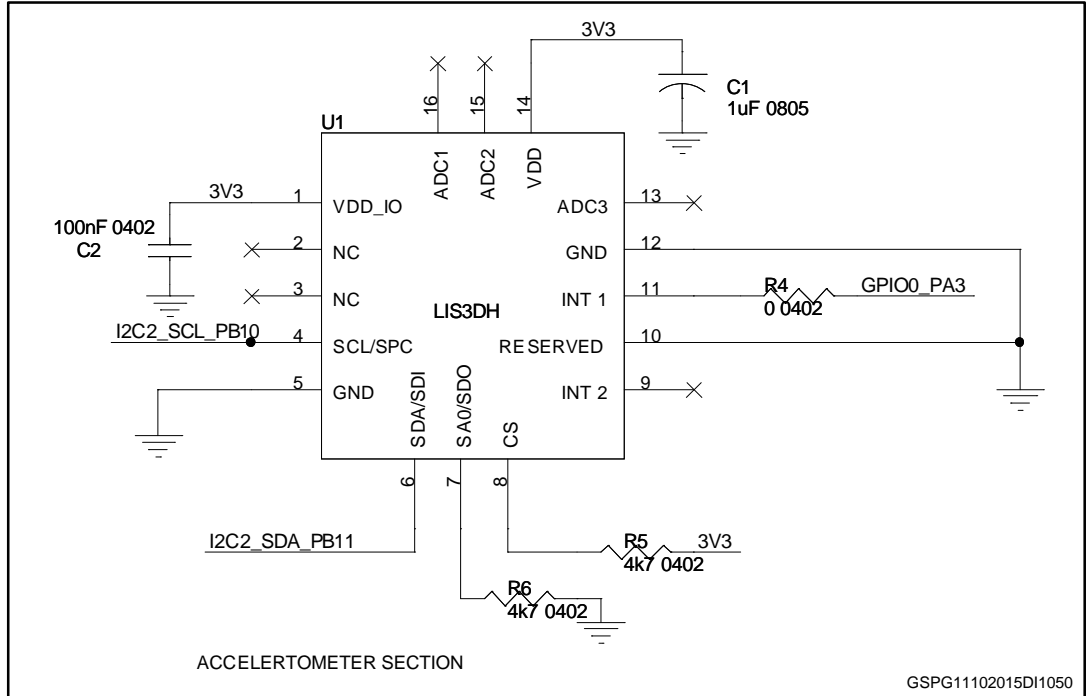 3V3
C1
1uF 0805
16
15
14
U1
ADC1
ADC2
VDD
3V3
1
VDD_IO
ADC3
13
100nF 0402
C2
2
NC
GND
12
3
NC
INT 1
11
R4
0 0402
GPIO0_PA3
LIS3DH
I2C2_SCL_PB10
4
SCL/SPC
RESERVED
10
5
GND
INT 2
9
SDA/SDI
SA0/SDO
CS
6
7
8
I2C2_SDA_PB11
R5
4k7 0402
3V3
R6
4k7 0402
ACCELERTOMETER SECTION
GSPG11102015DI1050